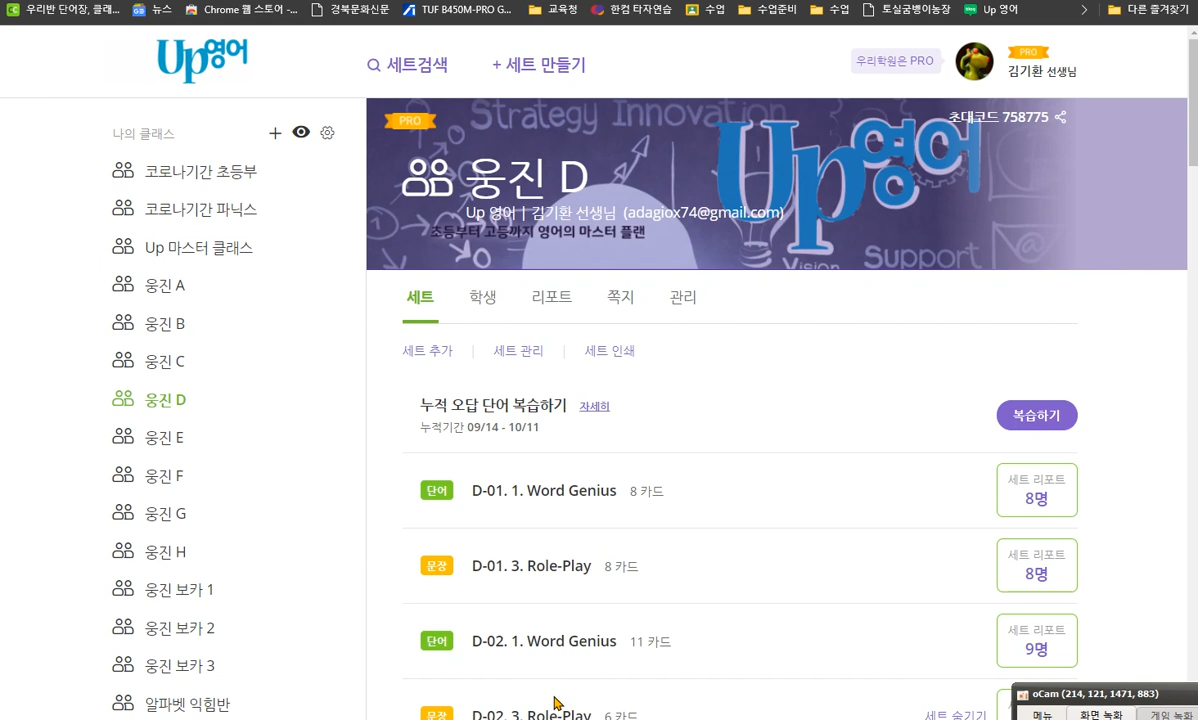 우리반 단어장, 클래... 뉴스 Chrome 웹 스토어 -... 경북문화신문 TUF B450M-PRO G... 교육청 한컴 타자연습 수업 수업준비 수업 토실굼벵이농장 Up 영어 다른 즐겨찾기
Up영어
세트검색
+ 세트 만들기
우리학원은 PRO
PRO
김기환 선생님
나의 클래스
코로나기간 초등부
코로나기간 파닉스
Up 마스터 클래스
웅진 A
웅진 B
웅진 C
웅진 D
웅진 E
웅진 F
웅진 G
웅진 H
웅진 보카 1
웅진 보카 2
웅진 보카 3
알파벳 익힘반
PRO
Strategy Innovation
초대코드 758775
Up영어
웅진 D
Up 영어 | 김기환 선생님 (adagiox74@gmail.com)
초등부터 고등까지 영어의 마스터 플랜
Vision
Support
세트 학생 리포트 쪽지 관리
세트 추가 | 세트 관리 | 세트 인쇄
누적 오답 단어 복습하기 자세히
누적기간 09/14 - 10/11
복습하기
단어 D-01. 1. Word Genius 8 카드
세트 리포트
8명
문장 D-01. 3. Role-Play 8 카드
세트 리포트
8명
단어 D-02. 1. Word Genius 11 카드
세트 리포트
9명
문장 D-02. 3. Role-Play 6 카드
세트 숨기기
oCam (214, 121, 1471, 883)
메뉴 화면 녹화 게임 녹화